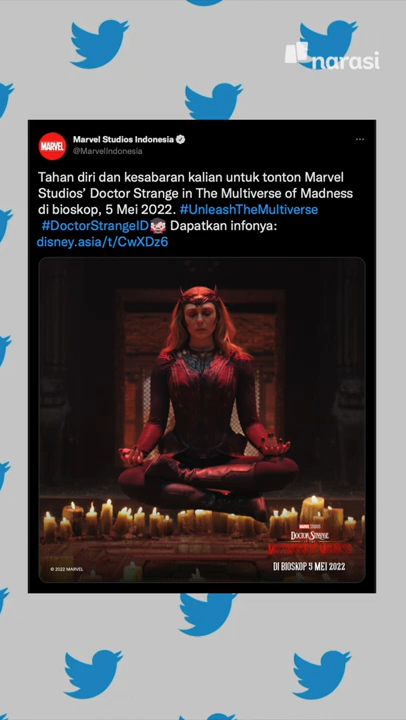 narasi
MARVEL
Marvel Studios Indonesia
@MarvelIndonesia
Tahan diri dan kesabaran kalian untuk tonton Marvel
Studios’ Doctor Strange in The Multiverse of Madness
di bioskop, 5 Mei 2022. #UnleashTheMultiverse
#DoctorStrangeID Dapatkan infonya:
disney.asia/t/CwXDz6
MARVEL STUDIOS
DOCTOR STRANGE
DI BIOSKOP 5 MEI 2022
© 2022 MARVEL